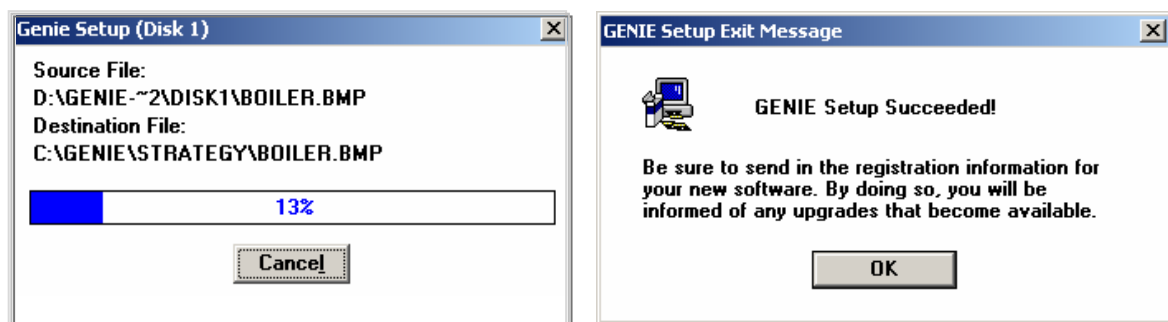 Genie Setup (Disk 1)
Source File:
D:\GENIE-~2\DISK1\BOILER.BMP
Destination File:
C:\GENIE\STRATEGY\BOILER.BMP
13%
Cancel
GENIE Setup Exit Message
GENIE Setup Succeeded!
Be sure to send in the registration information for
your new software. By doing so, you will be
informed of any upgrades that become available.
OK